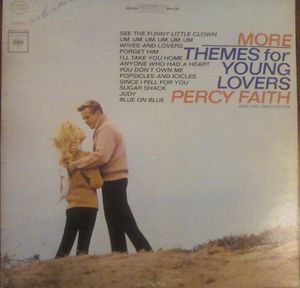 SEE THE FUNNY LITTLE CLOWN
UM, UM, UM, UM, UM, UM
WIVES AND LOVERS
FORGET HIM
I'LL TAKE YOU HOME
ANYONE WHO HAD A HEART
YOU DON'T OWN ME
POPSICLES AND ICICLES
SINCE I FELL FOR YOU
SUGAR SHACK
JUDY
BLUE ON BLUE
MORE
THEMES for
YOUNG
LOVERS
PERCY FAITH
AND HIS ORCHESTRA